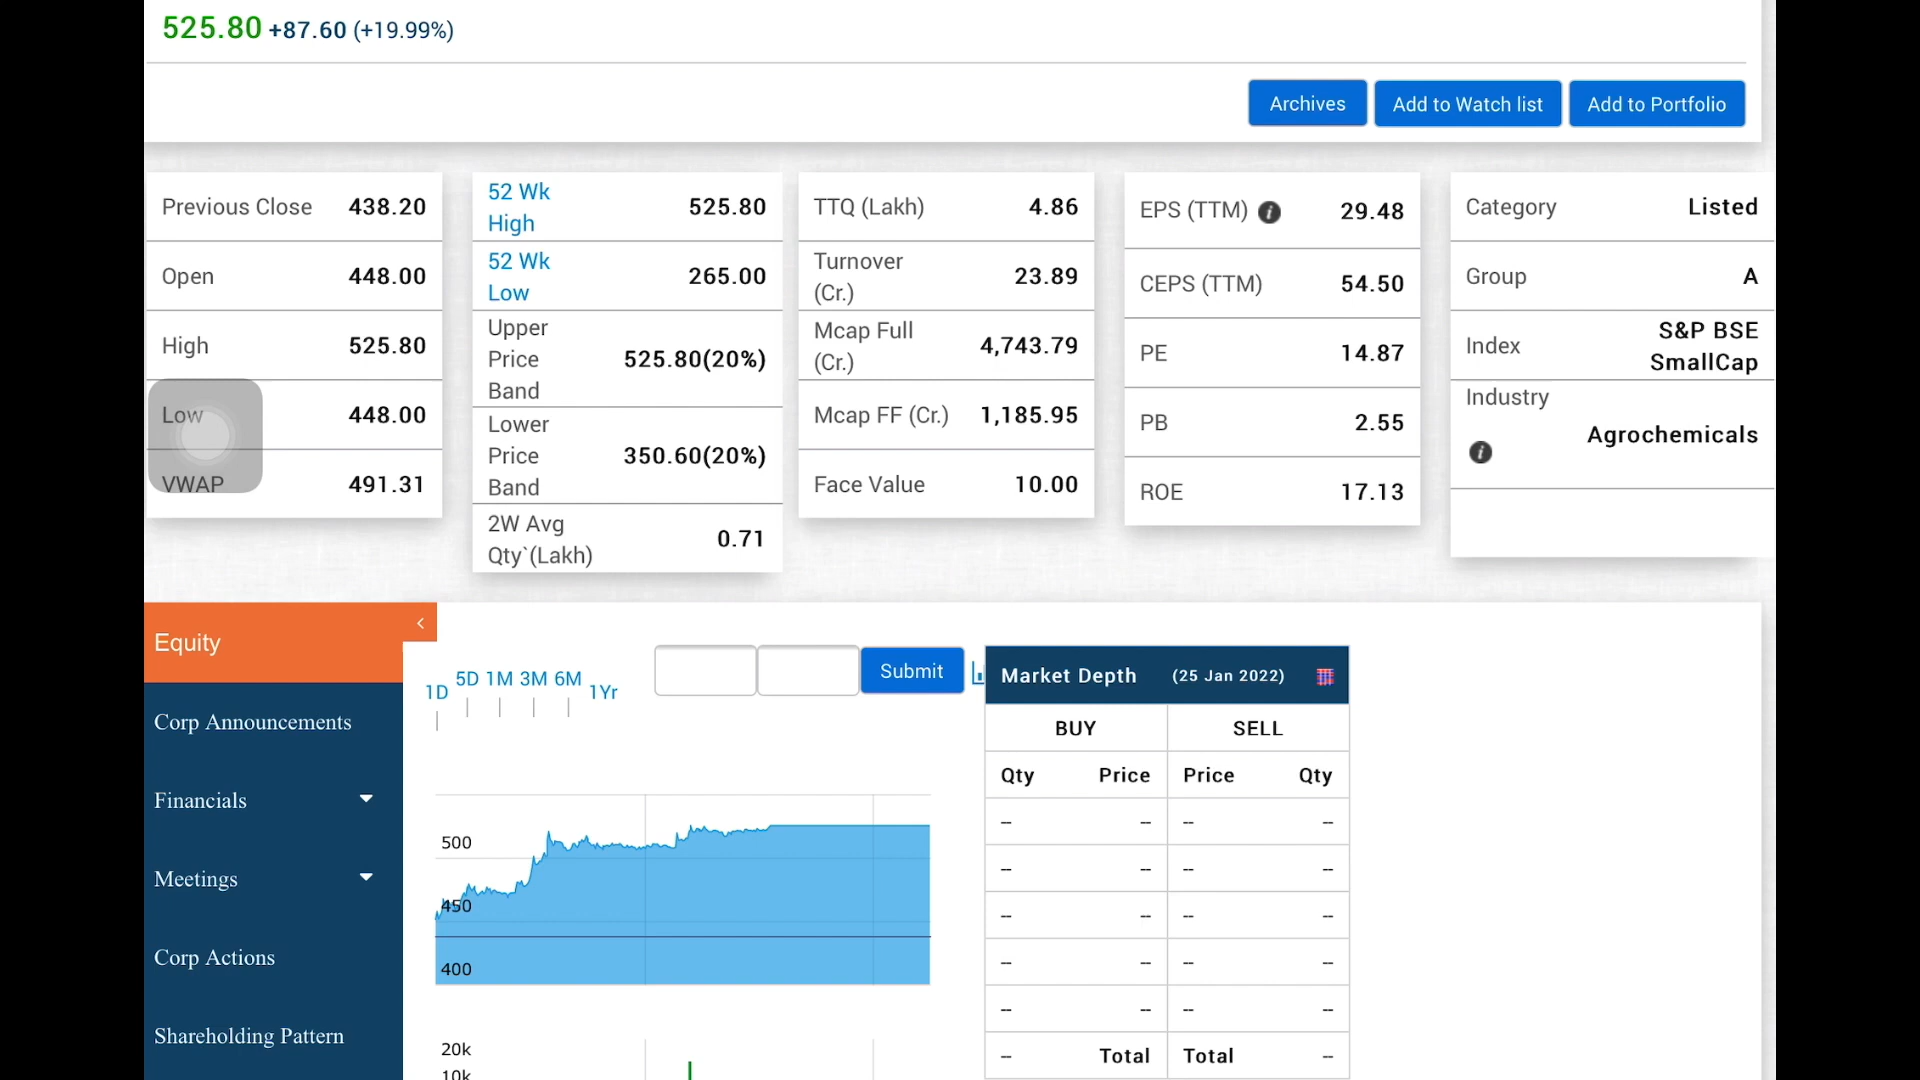 525.80 +87.60 (+19.99%)
Archives
Add to Watch list
Add to Portfolio
Previous Close 438.20
Open 448.00
High 525.80
Low 448.00
VWAP 491.31
52 Wk
High
525.80
52 Wk
Low
265.00
Upper
Price
Band
525.80(20%)
Lower
Price
Band
350.60(20%)
2W Avg
Qty`(Lakh)
0.71
TTQ (Lakh) 4.86
Turnover
(Cr.)
23.89
Mcap Full
(Cr.)
4,743.79
Mcap FF (Cr.) 1,185.95
Face Value 10.00
EPS (TTM) i 29.48
CEPS (TTM) 54.50
PE 14.87
PB 2.55
ROE 17.13
Category Listed
Group A
Index
S&P BSE
SmallCap
Industry
i
Agrochemicals
Equity
<
Corp Announcements
Financials
Meetings
Corp Actions
Shareholding Pattern
1D 5D 1M 3M 6M 1Yr
Submit
500
450
400
20k
10k
Market Depth (25 Jan 2022)
BUY SELL
Qty Price Price Qty
-- -- -- --
-- -- -- --
-- -- -- --
-- -- -- --
-- -- -- --
-- Total Total --